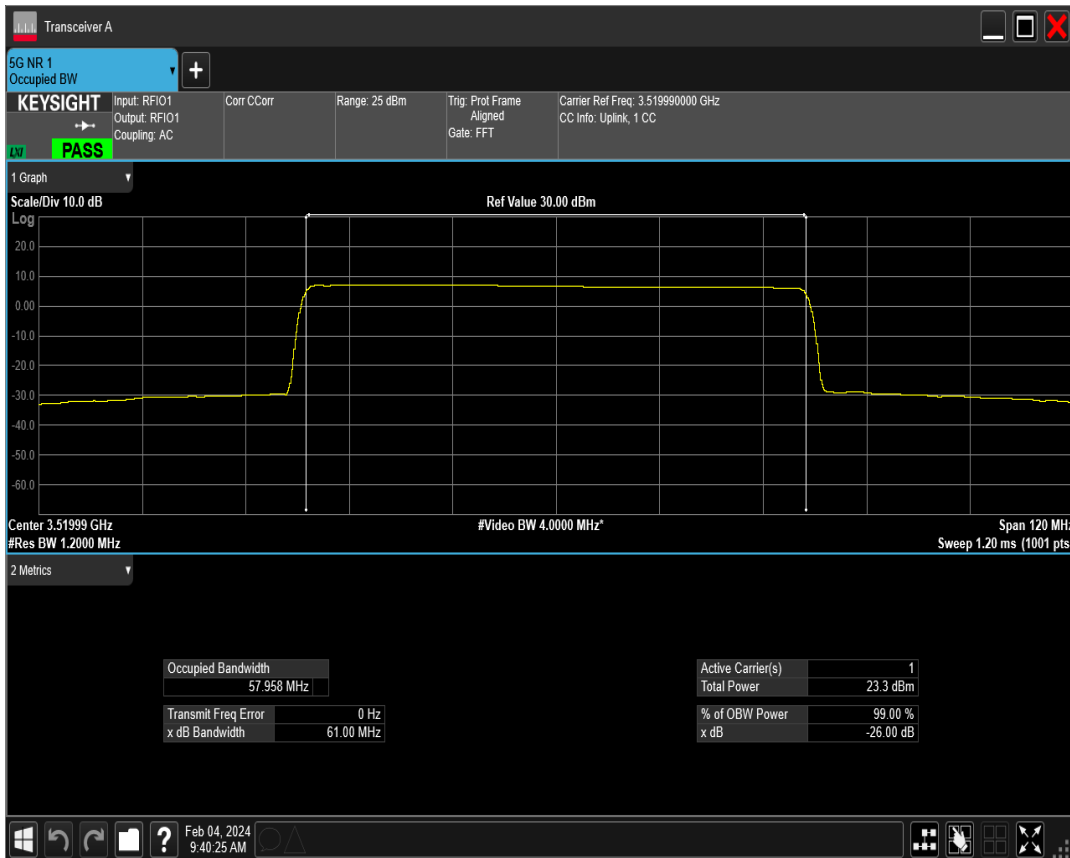 Transceiver A
5G NR 1
Occupied BW
+
KEYSIGHT
LXI
PASS
Input: RFIO1
Output: RFIO1
Coupling: AC
Corr CCorr
Range: 25 dBm
Trig: Prot Frame
Aligned
Gate: FFT
Carrier Ref Freq: 3.519990000 GHz
CC Info: Uplink, 1 CC
1 Graph
Scale/Div 10.0 dB
Ref Value 30.00 dBm
Log
20.0
10.0
0.00
-10.0
-20.0
-30.0
-40.0
-50.0
-60.0
Center 3.51999 GHz
#Video BW 4.0000 MHz*
Span 120 MHz
#Res BW 1.2000 MHz
Sweep 1.20 ms (1001 pts
2 Metrics
Occupied Bandwidth
57.958 MHz
Transmit Freq Error 0 Hz
x dB Bandwidth 61.00 MHz
Active Carrier(s) 1
Total Power 23.3 dBm
% of OBW Power 99.00 %
x dB -26.00 dB
?
Feb 04, 2024
9:40:25 AM